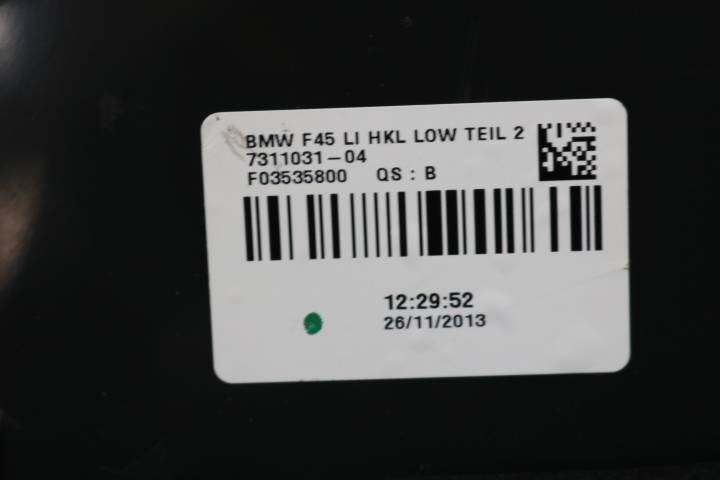 BMW F45 LI HKL LOW TEIL 2
7311031-04
F03535800 QS : B
12:29:52
26/11/2013